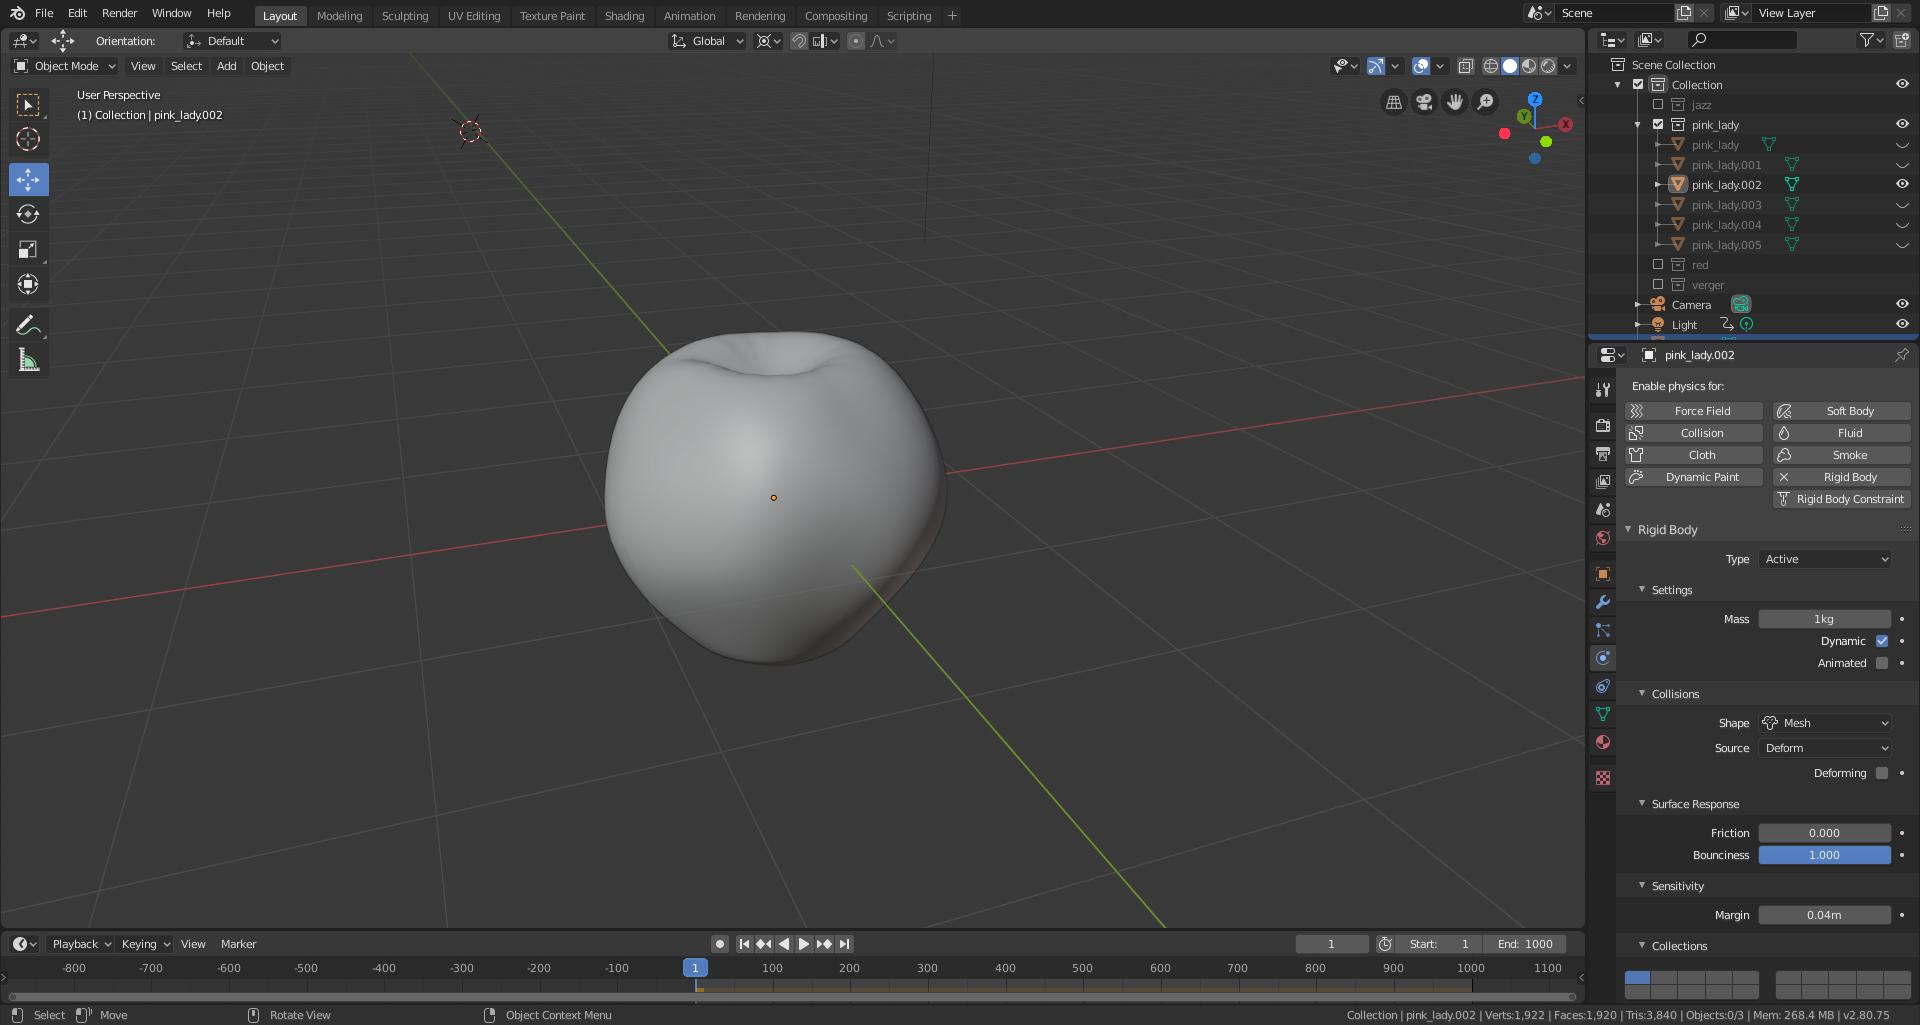 File Edit Render Window Help Layout Modeling Sculpting UV Editing Texture Paint Shading Animation Rendering Compositing Scripting + Scene View Layer
Orientation: Default Global
Object Mode View Select Add Object
User Perspective
(1) Collection | pink_lady.002
Z
Y
X
Scene Collection
Collection
jazz
pink_lady
pink_lady
pink_lady.001
pink_lady.002
pink_lady.003
pink_lady.004
pink_lady.005
red
verger
Camera
Light
pink_lady.002
Enable physics for:
Force Field Soft Body
Collision Fluid
Cloth Smoke
Dynamic Paint Rigid Body
Rigid Body Constraint
Rigid Body
Type Active
Settings
Mass 1kg
Dynamic
Animated
Collisions
Shape Mesh
Source Deform
Deforming
Surface Response
Friction 0.000
Bounciness 1.000
Sensitivity
Margin 0.04m
Collections
Playback Keying View Marker 1 Start: 1 End: 1000
-800 -700 -600 -500 -400 -300 -200 -100 1 100 200 300 400 500 600 700 800 900 1000 1100
Select Move Rotate View Object Context Menu Collection | pink_lady.002 | Verts:1,922 | Faces:1,920 | Tris:3,840 | Objects:0/3 | Mem: 268.4 MB | v2.80.75